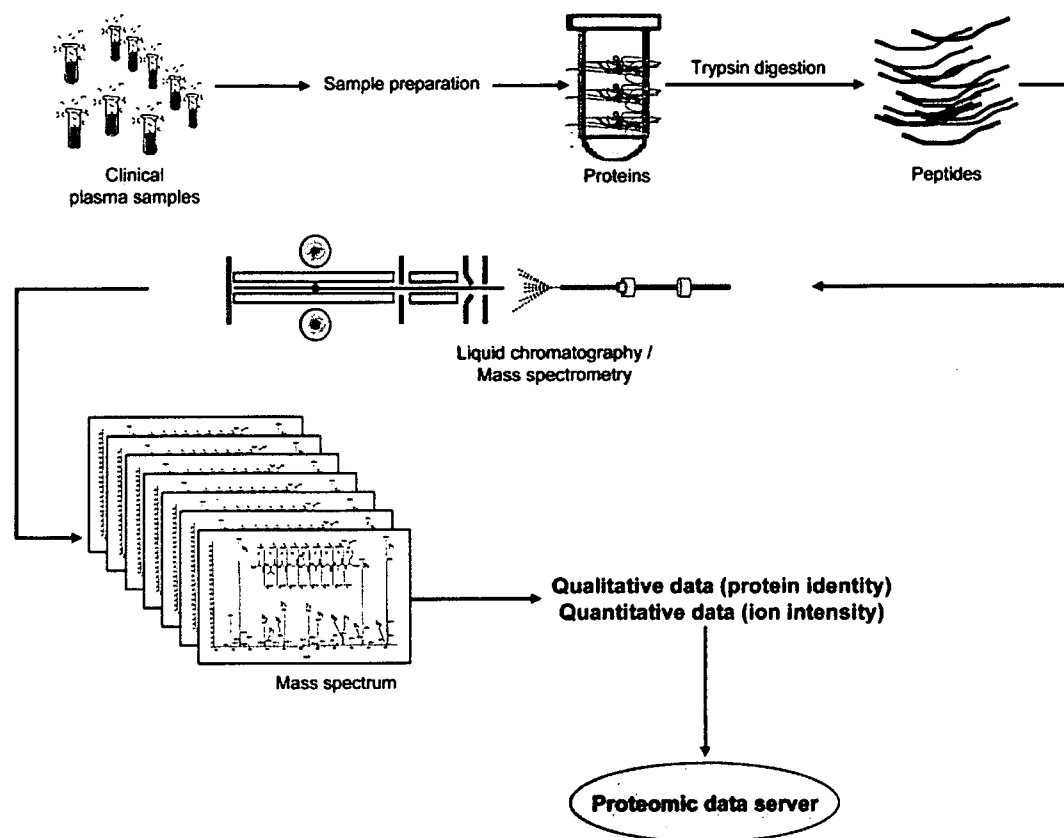 Clinical
plasma samples
Sample preparation
Proteins
Trypsin digestion
Peptides
Liquid chromatography /
Mass spectrometry
Mass spectrum
Qualitative data (protein identity)
Quantitative data (ion intensity)
Proteomic data server